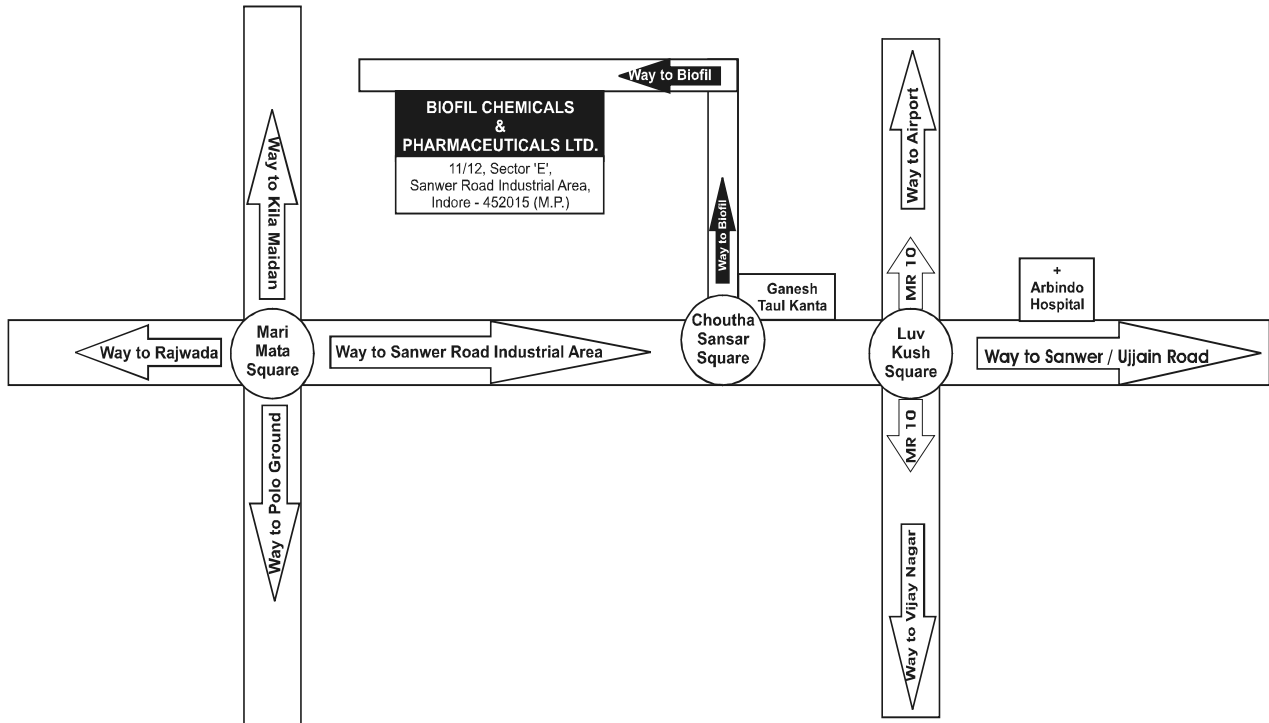 Way to Biofil
BIOFIL CHEMICALS
&
PHARMACEUTICALS LTD.
11/12, Sector 'E',
Sanwer Road Industrial Area,
Indore - 452015 (M.P.)
Way to Kila Maidan
Way to Biofil
Way to Airport
MR 10
Ganesh
Taul Kanta
+
Arbindo
Hospital
Way to Rajwada
Mari
Mata
Square
Way to Sanwer Road Industrial Area
Choutha
Sansar
Square
Luv
Kush
Square
Way to Sanwer / Ujjain Road
Way to Polo Ground
MR 10
Way to Vijay Nagar